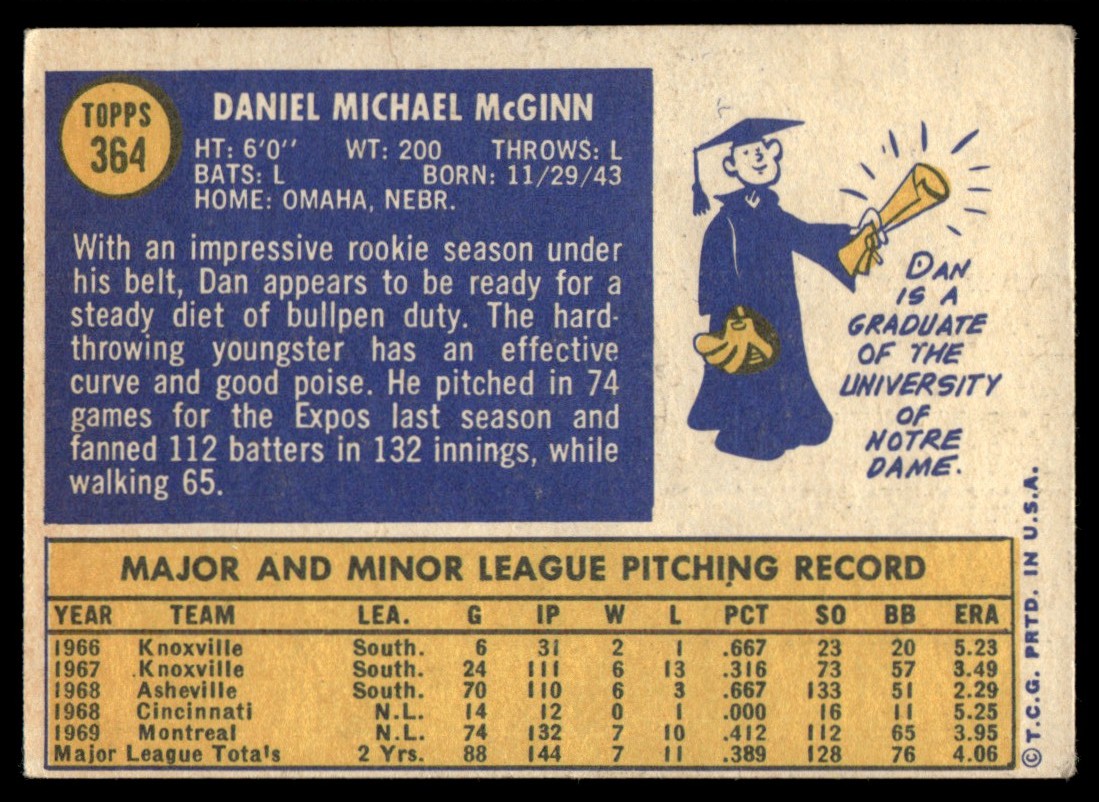 TOPPS
364
DANIEL MICHAEL McGINN
HT: 6'0" WT: 200 THROWS: L
BATS: L BORN: 11/29/43
HOME: OMAHA, NEBR.
With an impressive rookie season under
his belt, Dan appears to be ready for a
steady diet of bullpen duty. The hard-
throwing youngster has an effective
curve and good poise. He pitched in 74
games for the Expos last season and
fanned 112 batters in 132 innings, while
walking 65.
DAN
IS A
GRADUATE
OF THE
UNIVERSITY
OF
NOTRE
DAME.
MAJOR AND MINOR LEAGUE PITCHING RECORD
YEAR TEAM LEA. G IP W L PCT SO BB ERA
1966 Knoxville South. 6 31 2 1 .667 23 20 5.23
1967 Knoxville South. 24 111 6 13 .316 73 57 3.49
1968 Asheville South. 70 110 6 3 .667 133 51 2.29
1968 Cincinnati N.L. 14 12 0 1 .000 16 11 5.25
1969 Montreal N.L. 74 132 7 10 .412 112 65 3.95
Major League Totals 2 Yrs. 88 144 7 11 .389 128 76 4.06
©T.C.G. PRTD. IN U.S.A.